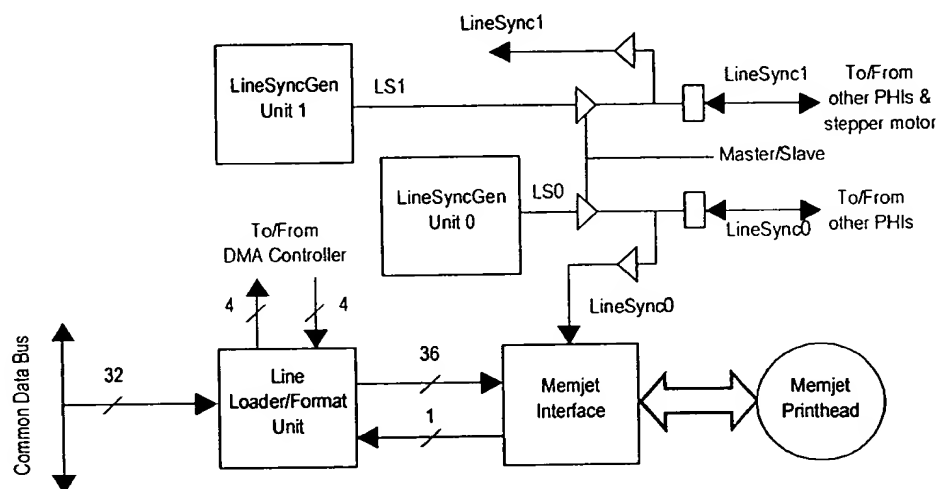 LineSync1
LineSyncGen
Unit 1
LS1
LineSync1
To/From
other PHIs &
stepper motor
Master/Slave
LineSyncGen
Unit 0
LS0
LineSync0
To/From
other PHIs
To/From
DMA Controller
4
4
LineSync0
Common Data Bus
32
Line
Loader/Format
Unit
36
1
Memjet
Interface
Memjet
Printhead